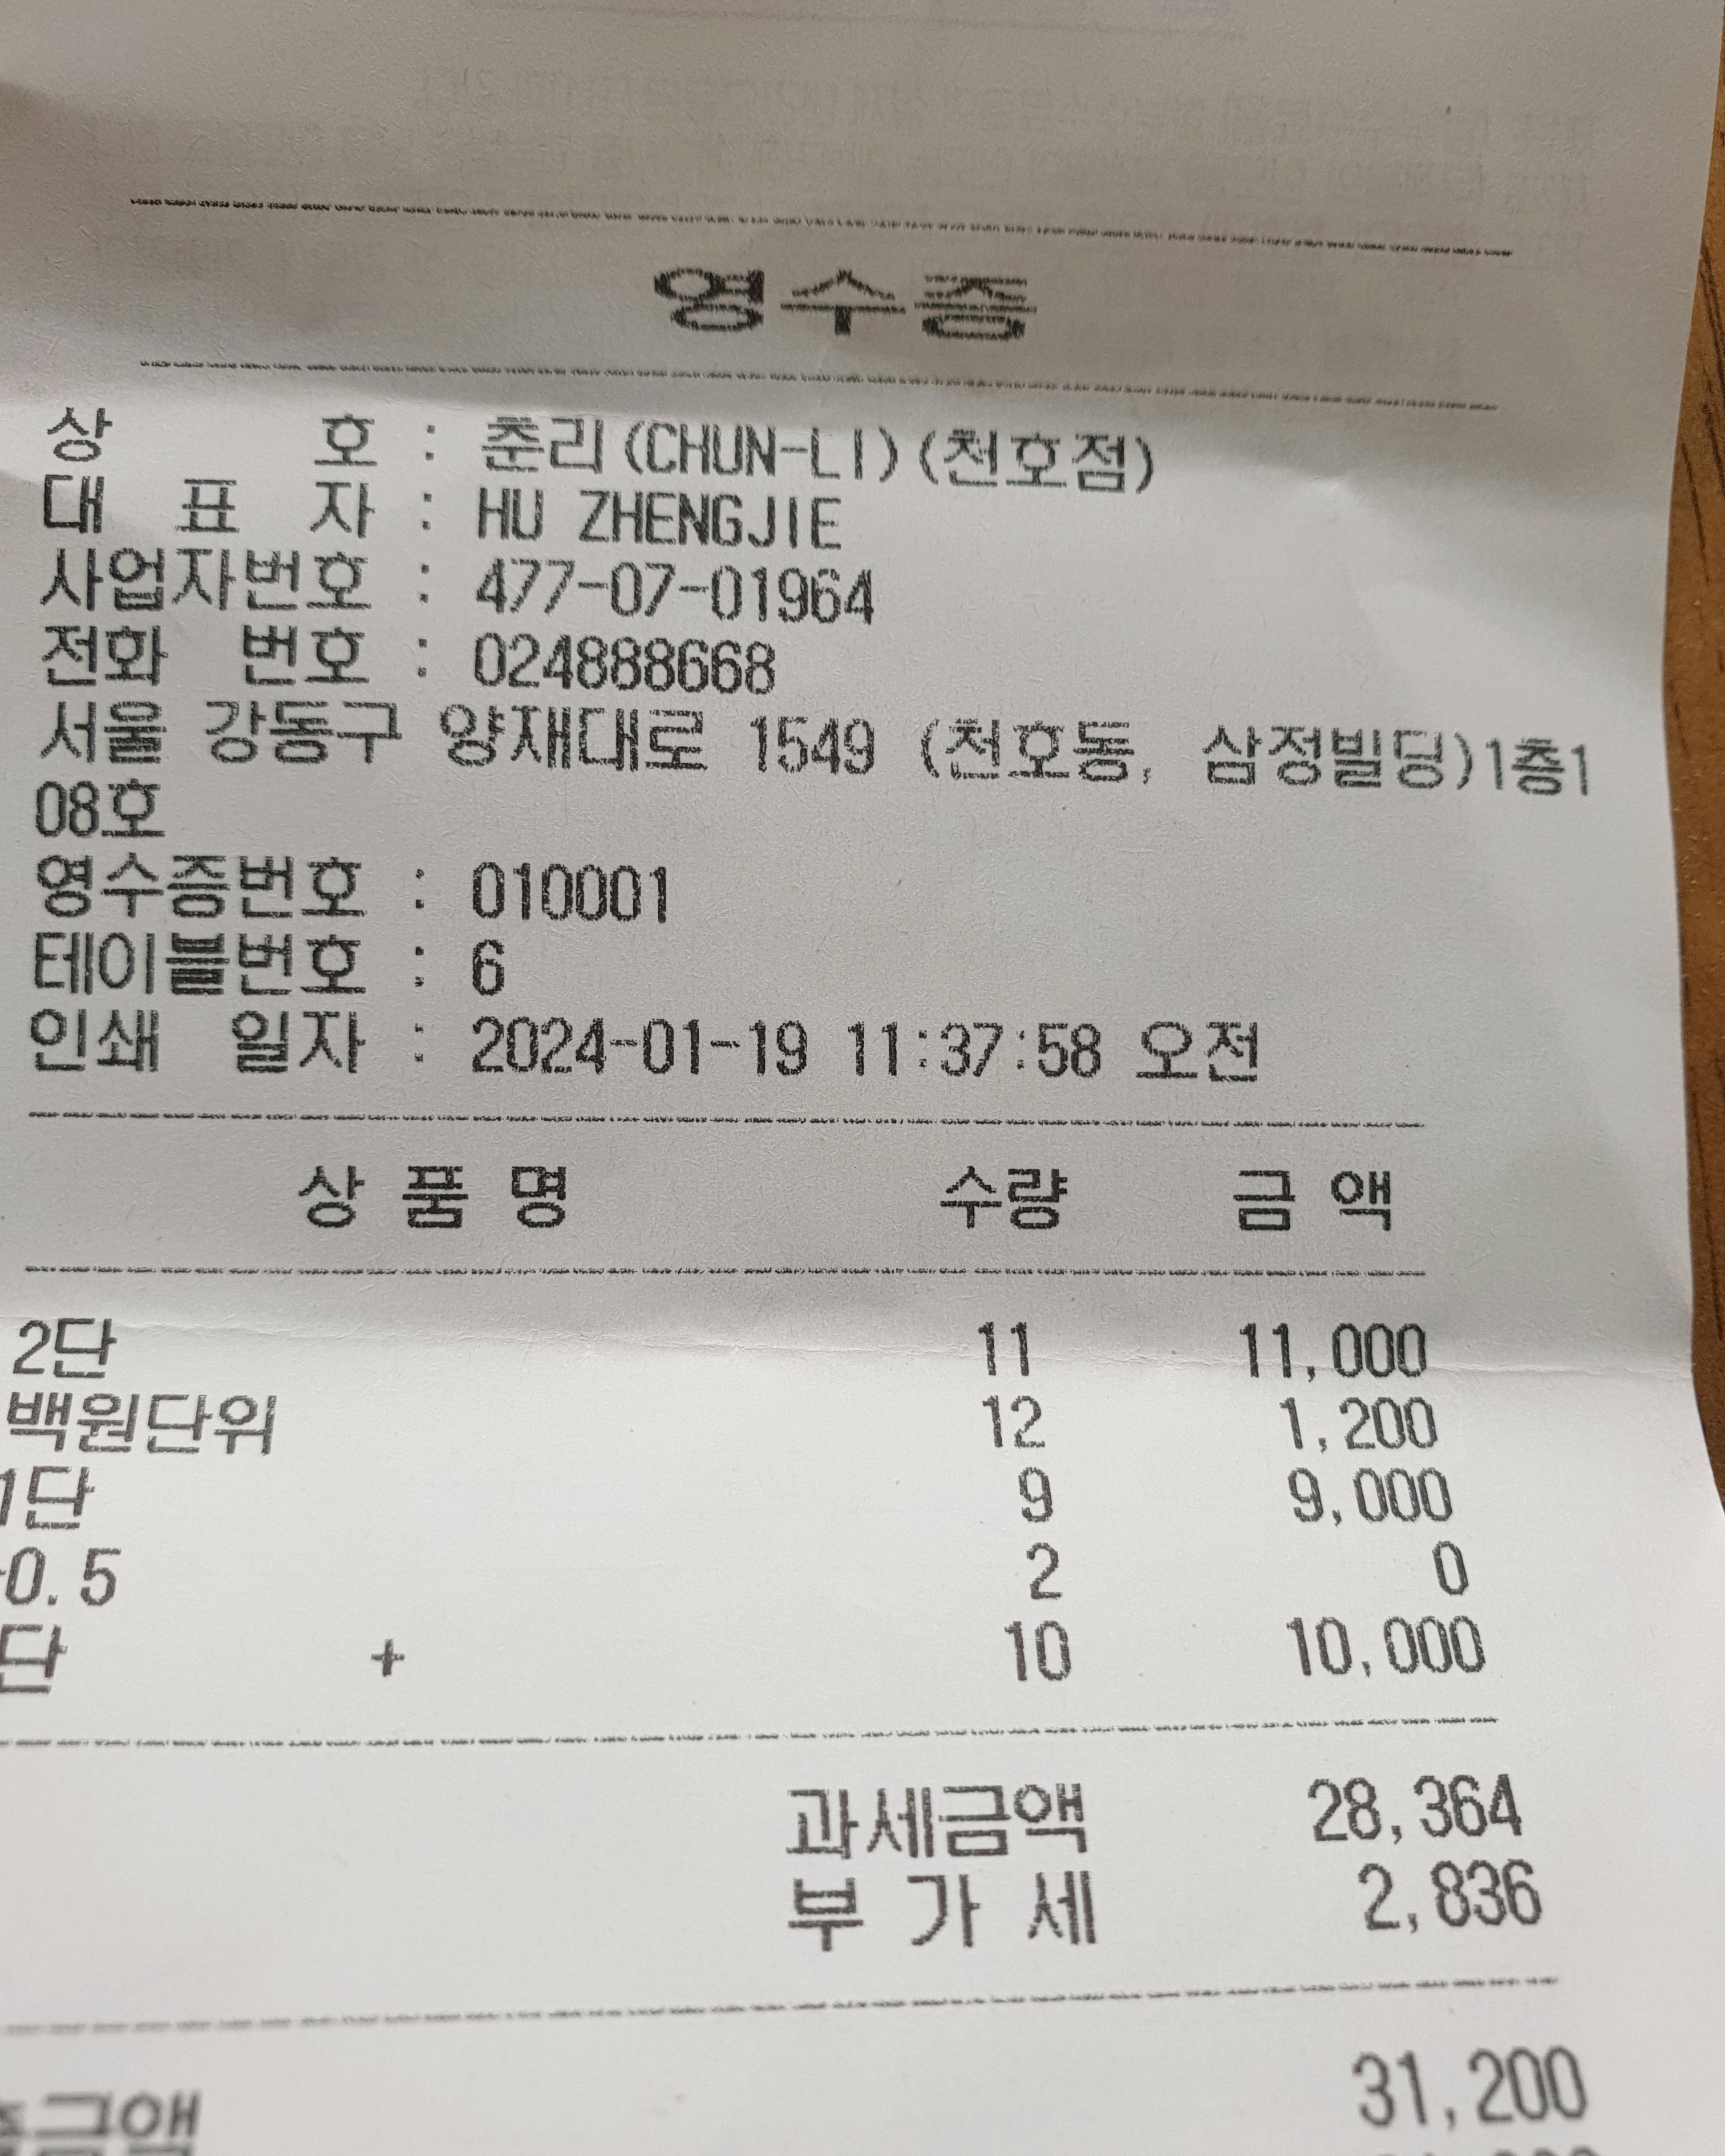 영수증
상 호 : 춘리(CHUN-LI)(천호점)
대 표 자 : HU ZHENGJIE
사업자번호 : 477-07-01964
전화 번호 : 024888668
서울 강동구 양재대로 1549 (천호동, 삼정빌딩)1층1
08호
영수증번호 : 010001
테이블번호 : 6
인쇄 일자 : 2024-01-19 11:37:58 오전
상 품 명 수량 금 액
2단 11 11,000
백원단위 12 1,200
1단 9 9,000
0.5 2 0
단 + 10 10,000
과세금액 28,364
부 가 세 2,836
31,200
금액